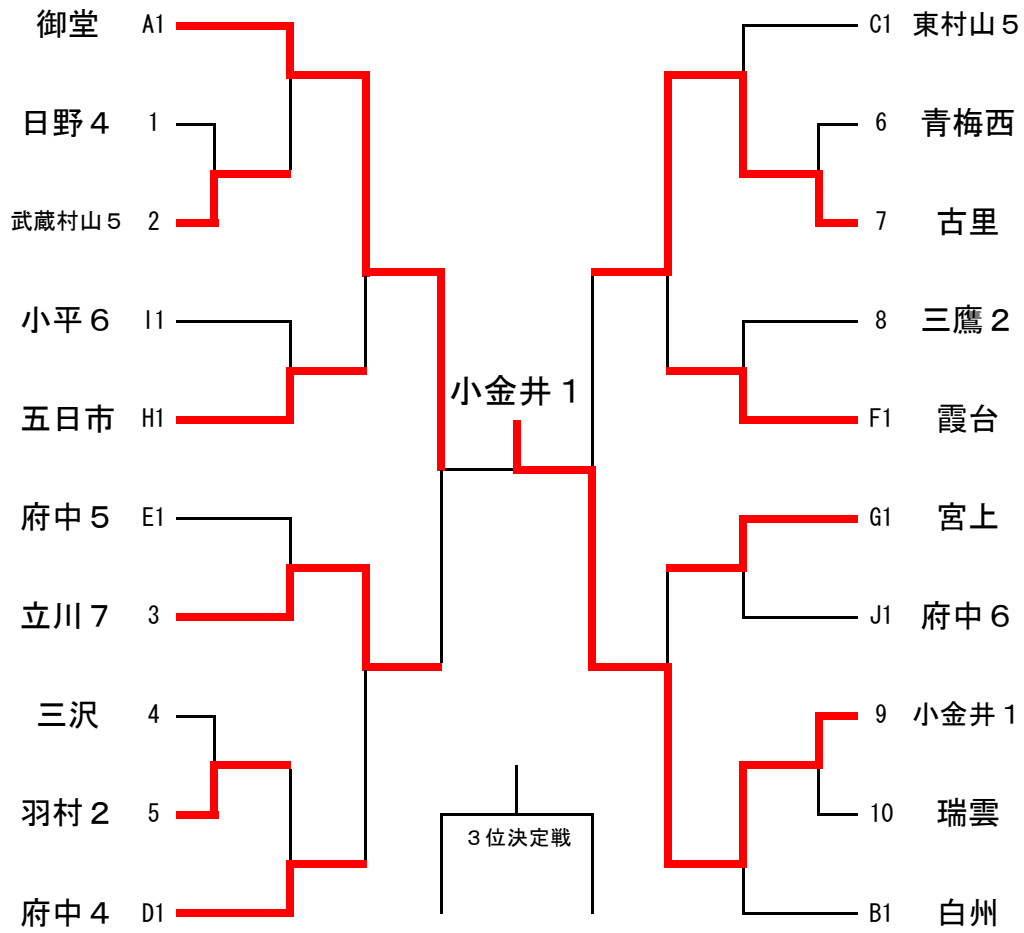 御堂 A1
日野４ 1
武蔵村山５ 2
小平６ I1
五日市 H1
府中５ E1
立川７ 3
三沢 4
羽村２ 5
府中４ D1
小金井１
３位決定戦
C1 東村山５
6 青梅西
7 古里
8 三鷹２
F1 霞台
G1 宮上
J1 府中６
9 小金井１
10 瑞雲
B1 白州